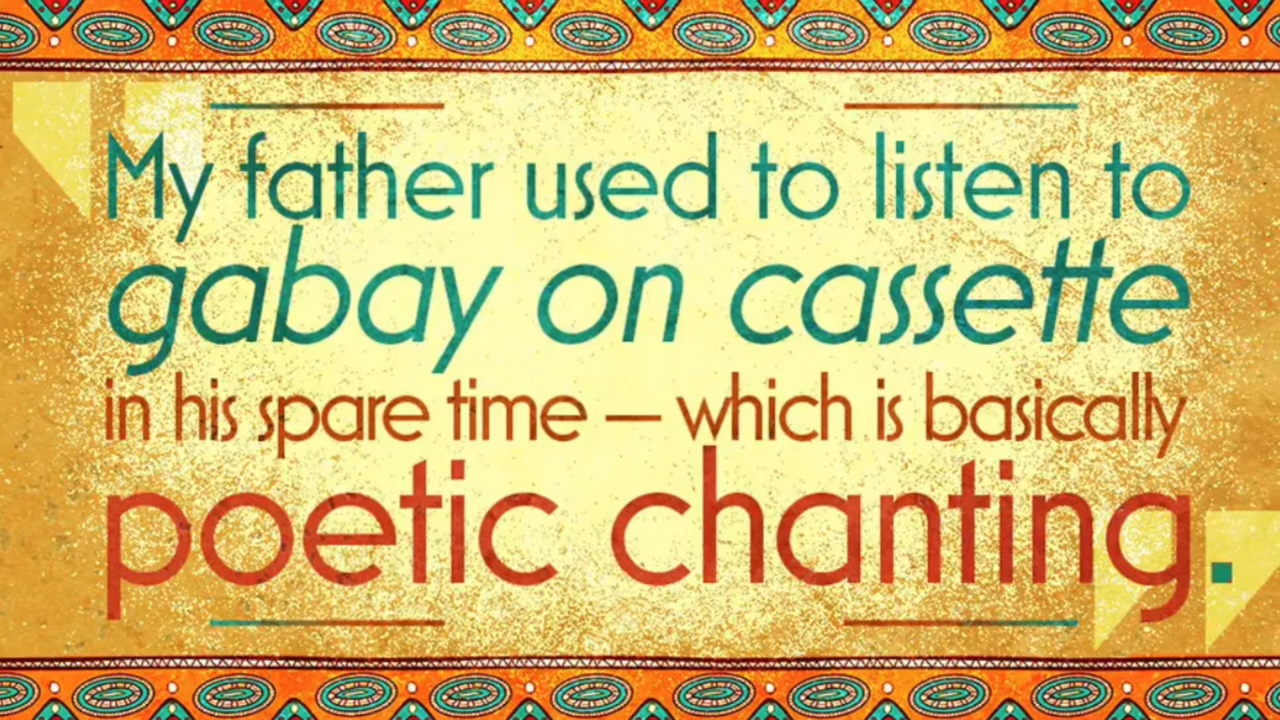 My father used to listen to
gabay on cassette
in his spare time – which is basically
poetic chanting.